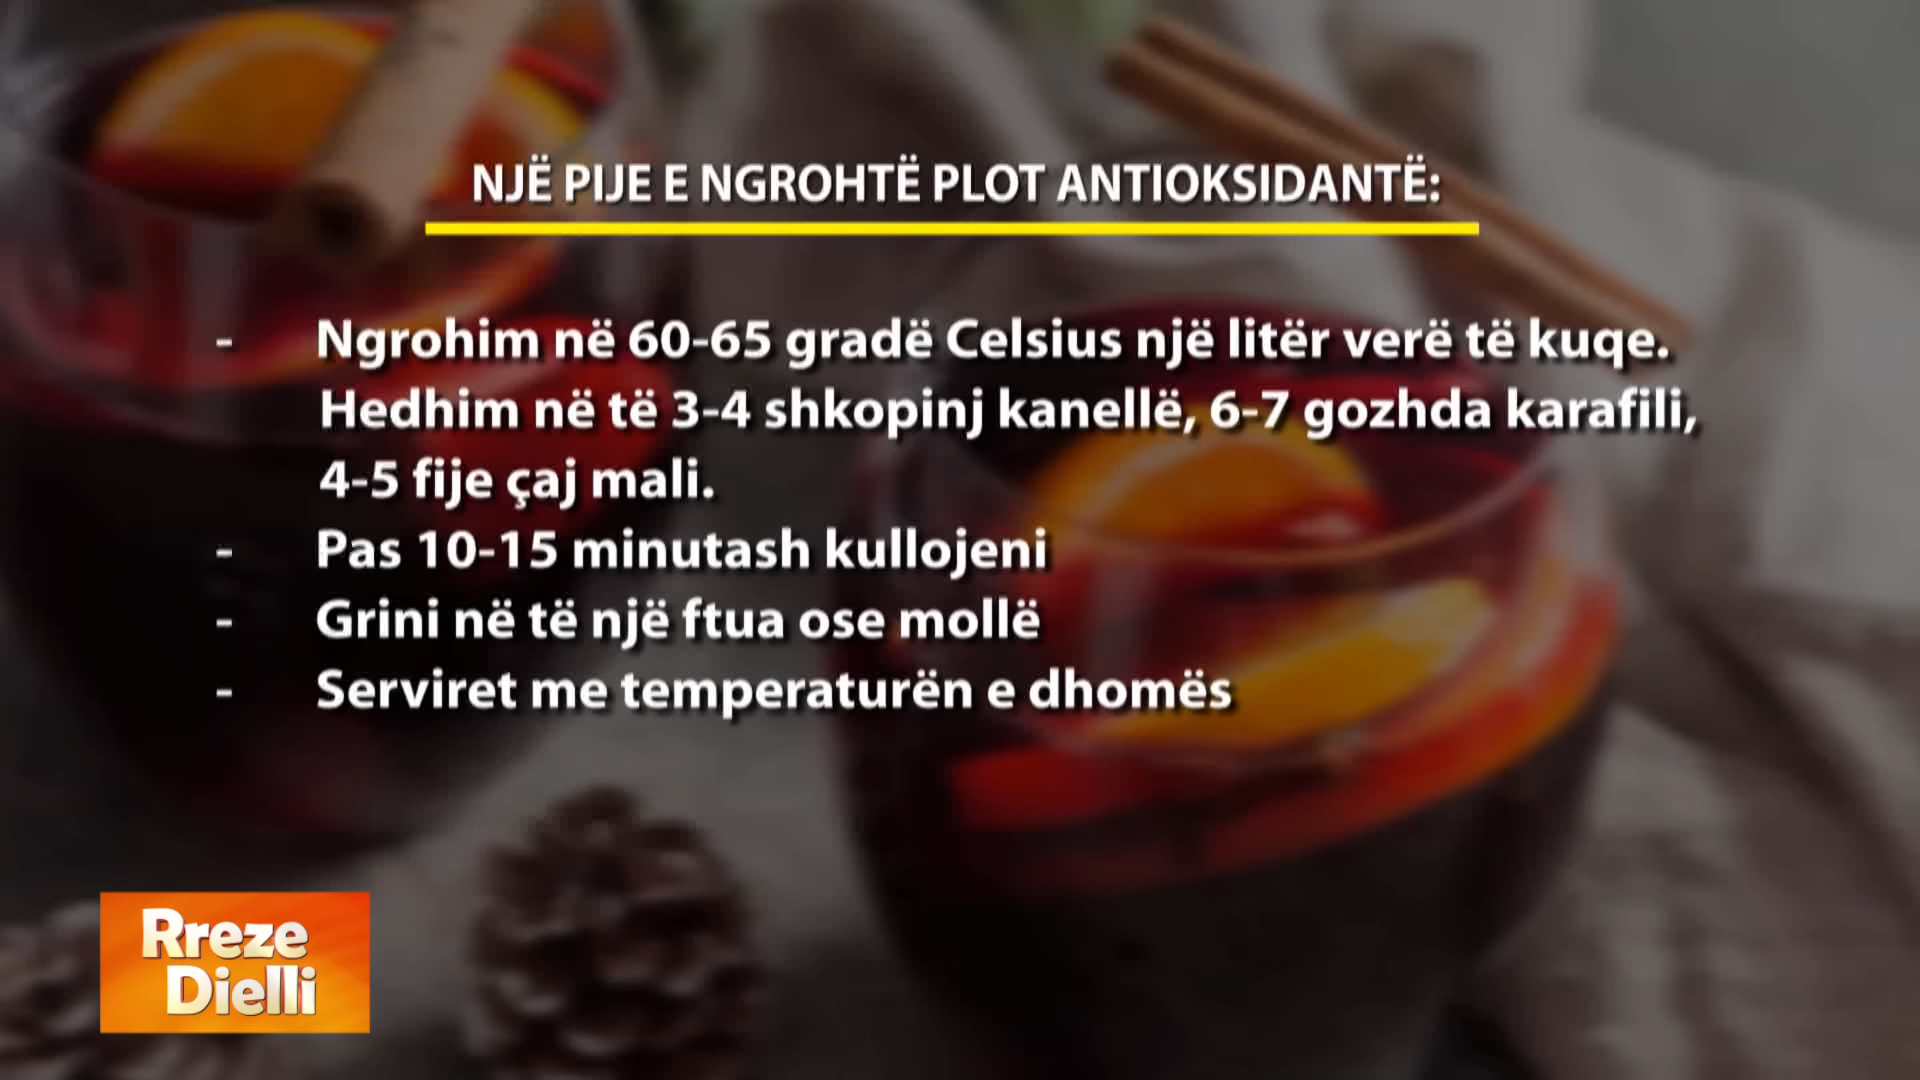 NJË PIJE E NGROHTË PLOT ANTIOKSIDANTË:
- Ngrohim në 60-65 gradë Celsius një litër verë të kuqe.
Hedhim në të 3-4 shkopinj kanellë, 6-7 gozhda karafili,
4-5 fije çaj mali.
- Pas 10-15 minutash kullojeni
- Grini në të një ftua ose mollë
- Serviret me temperaturën e dhomës
Rreze
Dielli